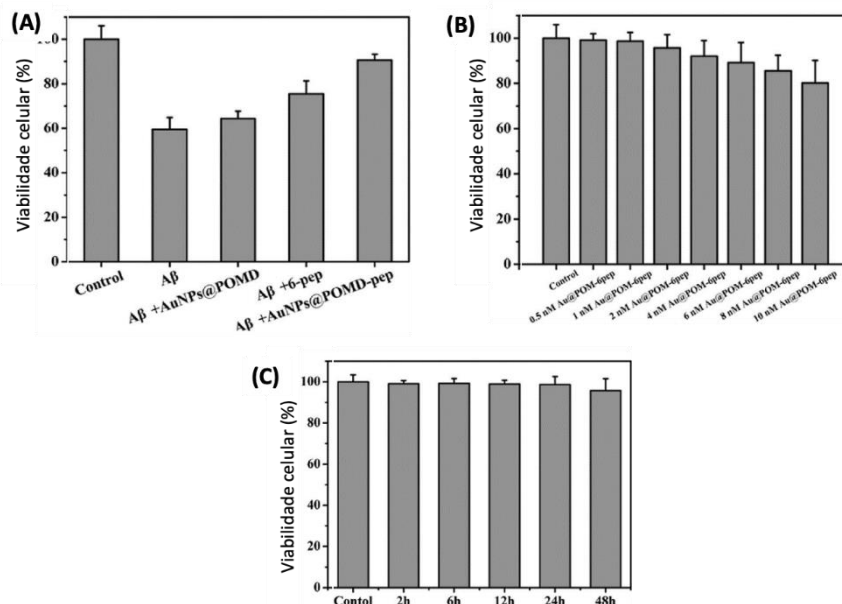 (A)
Viabilidade celular (%)
100
80
60
40
20
0
Control
Aβ
Aβ +AuNPs@POMD
Aβ +6-pep
Aβ +AuNPs@POMD-pep
(B)
Viabilidade celular (%)
100
80
60
40
20
0
Control
0.5 nM Au@POM-6pep
1 nM Au@POM-6pep
2 nM Au@POM-6pep
4 nM Au@POM-6pep
6 nM Au@POM-6pep
8 nM Au@POM-6pep
10 nM Au@POM-6pep
(C)
Viabilidade celular (%)
100
80
60
40
20
0
Contol
2h
6h
12h
24h
48h